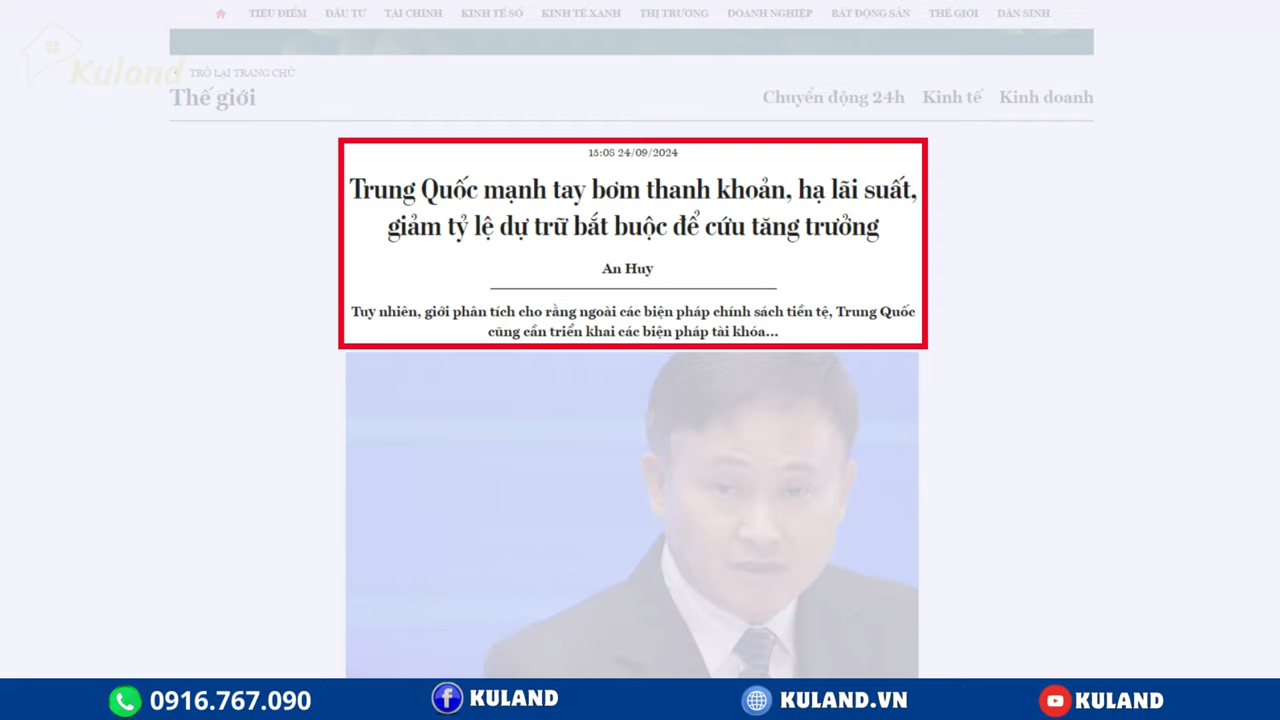 TIÊU ĐIỂM ĐẦU TƯ TÀI CHÍNH KINH TẾ SỐ KINH TẾ XANH THỊ TRƯỜNG DOANH NGHIỆP BẤT ĐỘNG SẢN THẾ GIỚI DÂN SINH
Kuland
TRỞ LẠI TRANG CHỦ
Thế giới Chuyển động 24h Kinh tế Kinh doanh
15:08 24/09/2024
Trung Quốc mạnh tay bơm thanh khoản, hạ lãi suất,
giảm tỷ lệ dự trữ bắt buộc để cứu tăng trưởng
An Huy
Tuy nhiên, giới phân tích cho rằng ngoài các biện pháp chính sách tiền tệ, Trung Quốc
cũng cần triển khai các biện pháp tài khóa...
0916.767.090 KULAND KULAND.VN KULAND